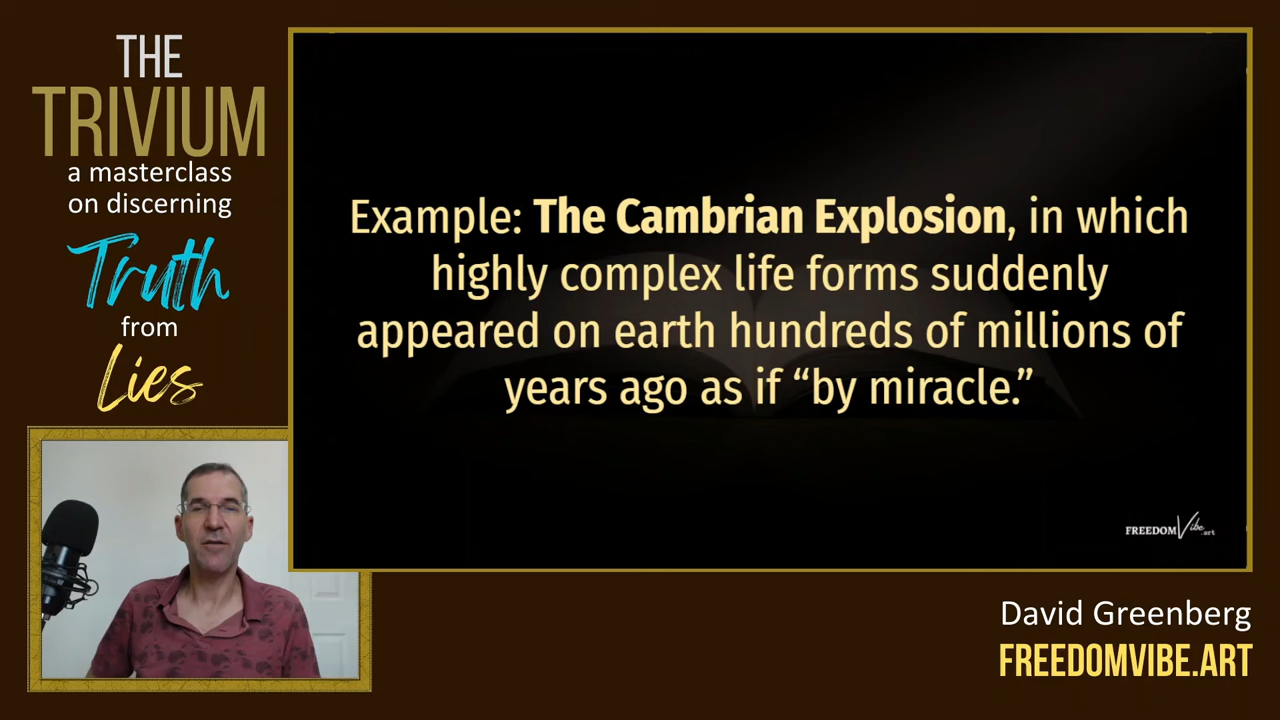 THE
TRIVIUM
a masterclass
on discerning
Truth
from
Lies
Example: The Cambrian Explosion, in which
highly complex life forms suddenly
appeared on earth hundreds of millions of
years ago as if “by miracle.”
FREEDOMVibe.art
David Greenberg
FREEDOMVIBE.ART